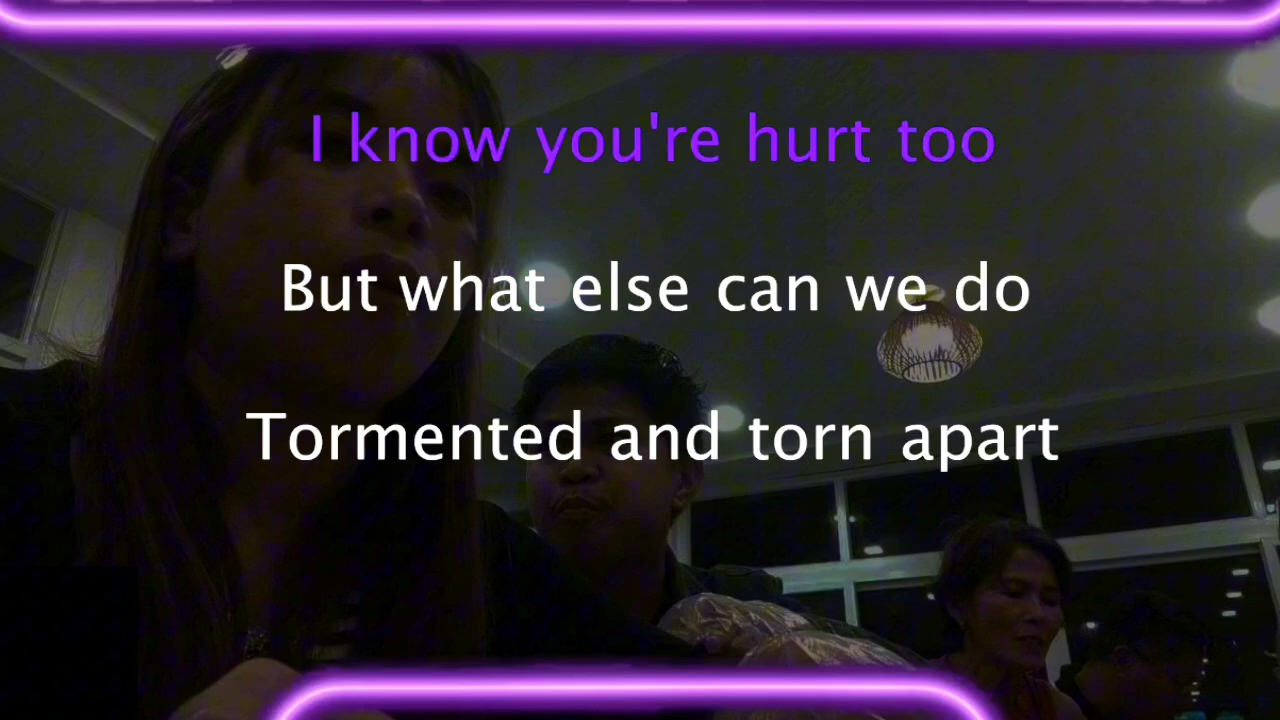 I know you're hurt too
But what else can we do
Tormented and torn apart